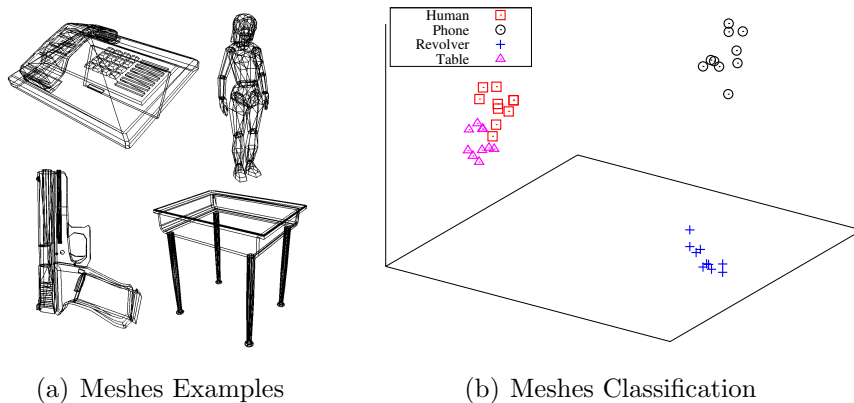 Human
Phone
Revolver
Table
(a) Meshes Examples
(b) Meshes Classification